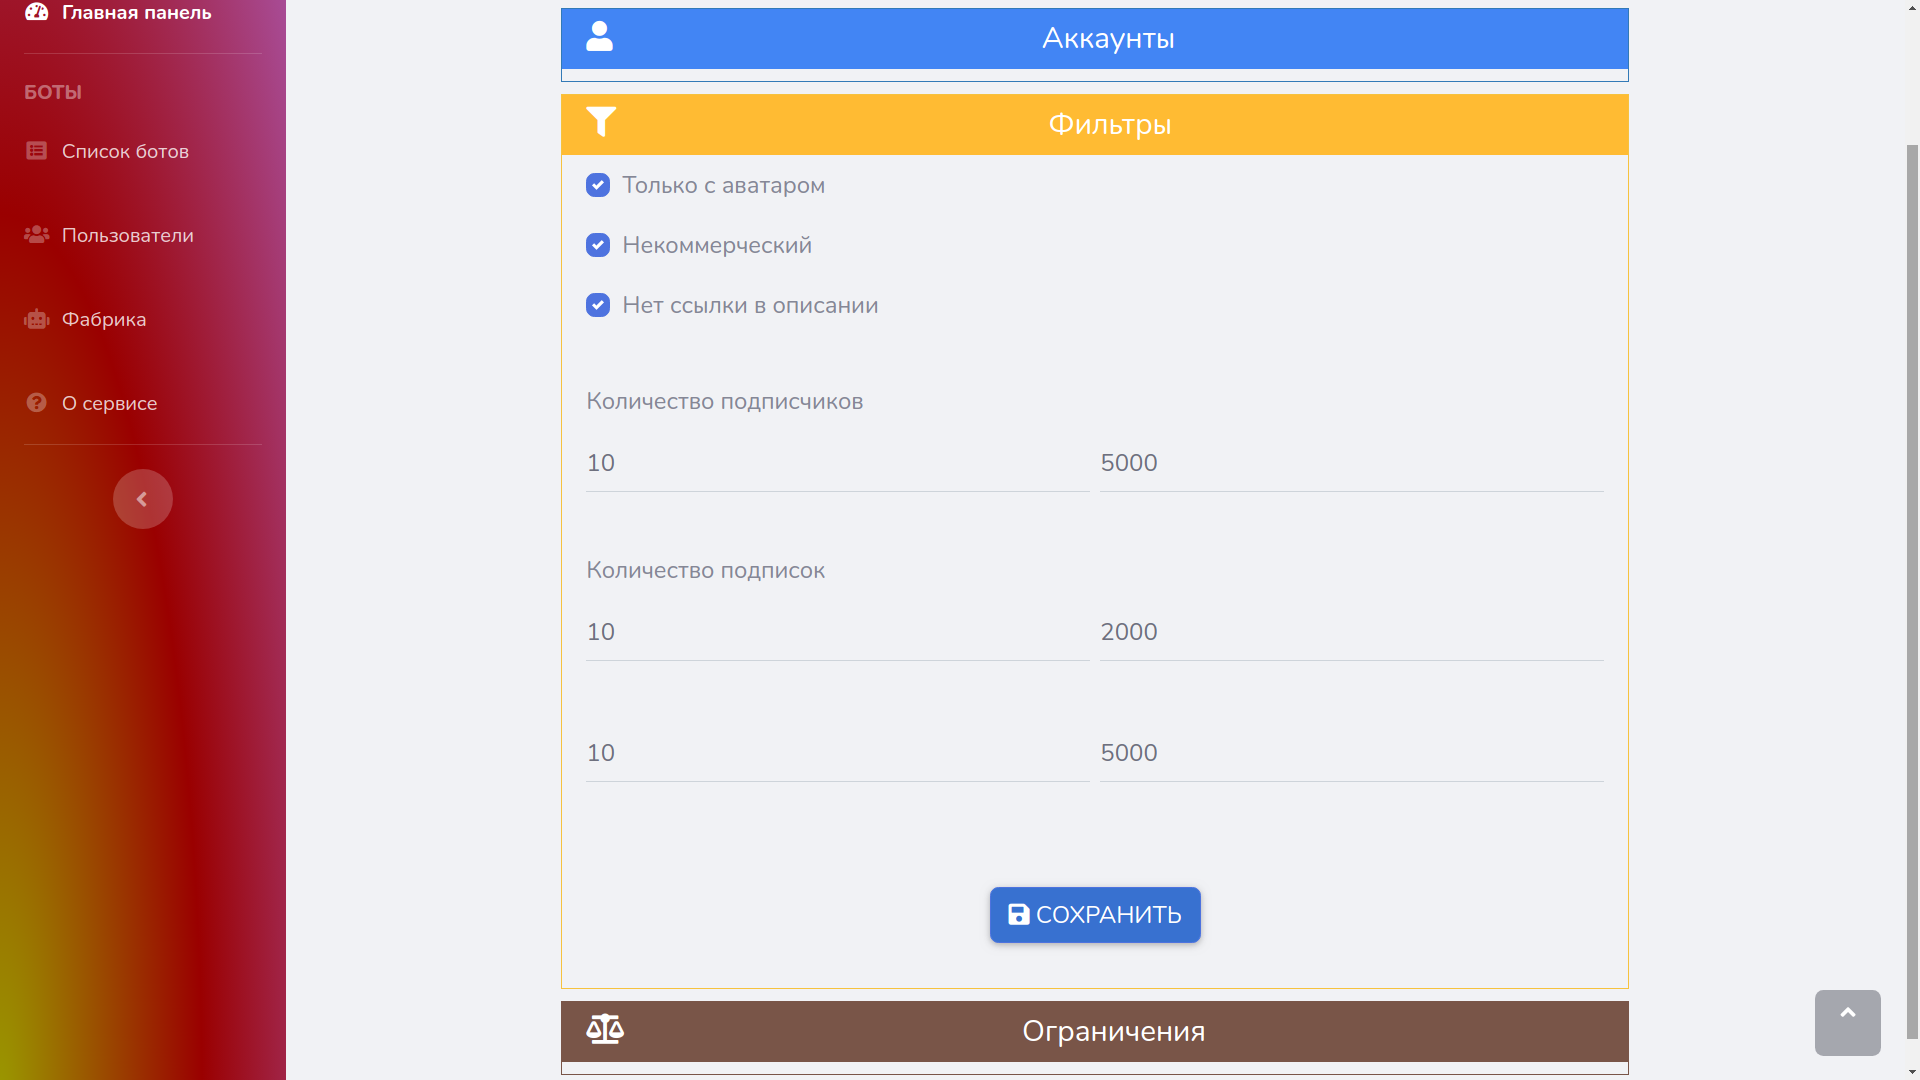 Главная панель
БОТЫ
Список ботов
Пользователи
Фабрика
О сервисе
Аккаунты
Фильтры
Только с аватаром
Некоммерческий
Нет ссылки в описании
Количество подписчиков
10 5000
Количество подписок
10 2000
10 5000
СОХРАНИТЬ
Ограничения